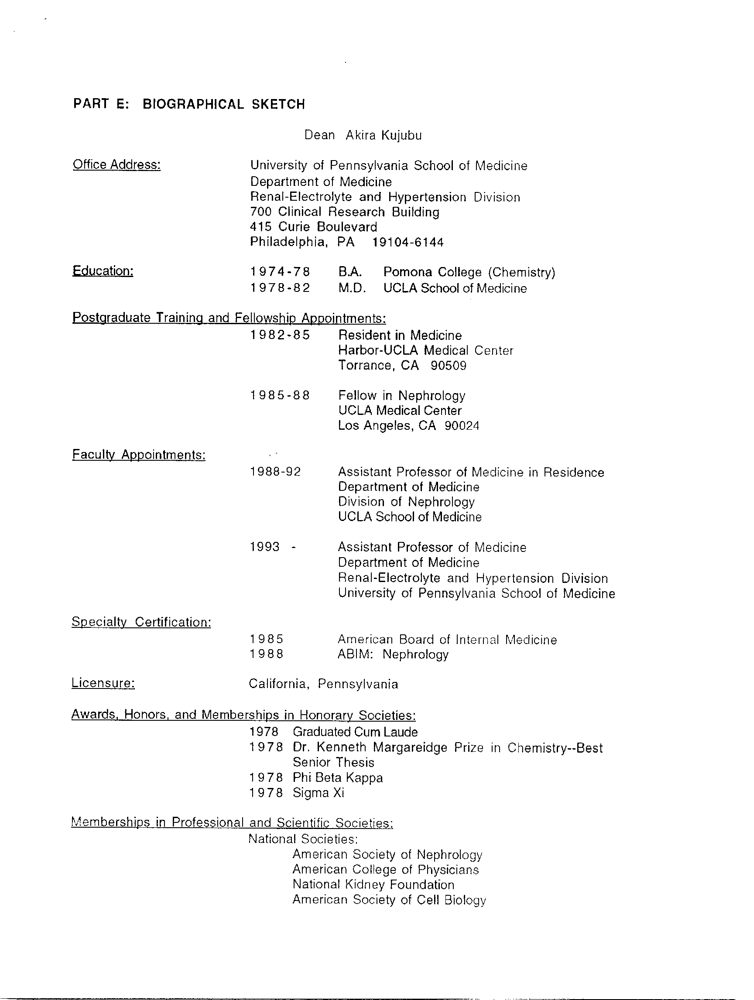 PART E: BIOGRAPHICAL SKETCH
Dean Akira Kujubu
Office Address: University of Pennsylvania School of Medicine
Department of Medicine
Renal-Electrolyte and Hypertension Division
700 Clinical Research Building
415 Curie Boulevard
Philadelphia, PA 19104-6144
Education: 1974-78 B.A. Pomona College (Chemistry)
1978-82 M.D. UCLA School of Medicine
Postgraduate Training and Fellowship Appointments:
1982-85 Resident in Medicine
Harbor-UCLA Medical Center
Torrance, CA 90509
1985-88 Fellow in Nephrology
UCLA Medical Center
Los Angeles, CA 90024
Faculty Appointments:
1988-92 Assistant Professor of Medicine in Residence
Department of Medicine
Division of Nephrology
UCLA School of Medicine
1993 - Assistant Professor of Medicine
Department of Medicine
Renal-Electrolyte and Hypertension Division
University of Pennsylvania School of Medicine
Specialty Certification:
1985 American Board of Internal Medicine
1988 ABIM: Nephrology
Licensure: California, Pennsylvania
Awards, Honors, and Memberships in Honorary Societies:
1978 Graduated Cum Laude
1978 Dr. Kenneth Margareidge Prize in Chemistry--Best
Senior Thesis
1978 Phi Beta Kappa
1978 Sigma Xi
Memberships in Professional and Scientific Societies:
National Societies:
American Society of Nephrology
American College of Physicians
National Kidney Foundation
American Society of Cell Biology